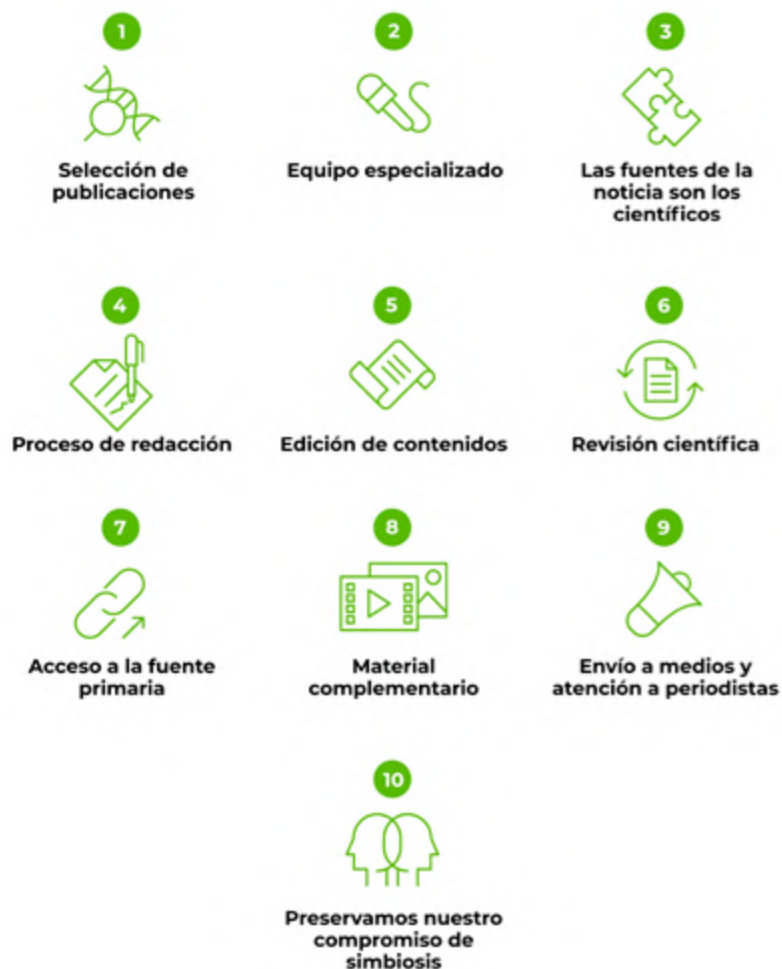 1
Selección de
publicaciones
2
Equipo especializado
3
Las fuentes de la
noticia son los
científicos
4
Proceso de redacción
5
Edición de contenidos
6
Revisión científica
7
Acceso a la fuente
primaria
8
Material
complementario
9
Envío a medios y
atención a periodistas
10
Preservamos nuestro
compromiso de
simbiosis